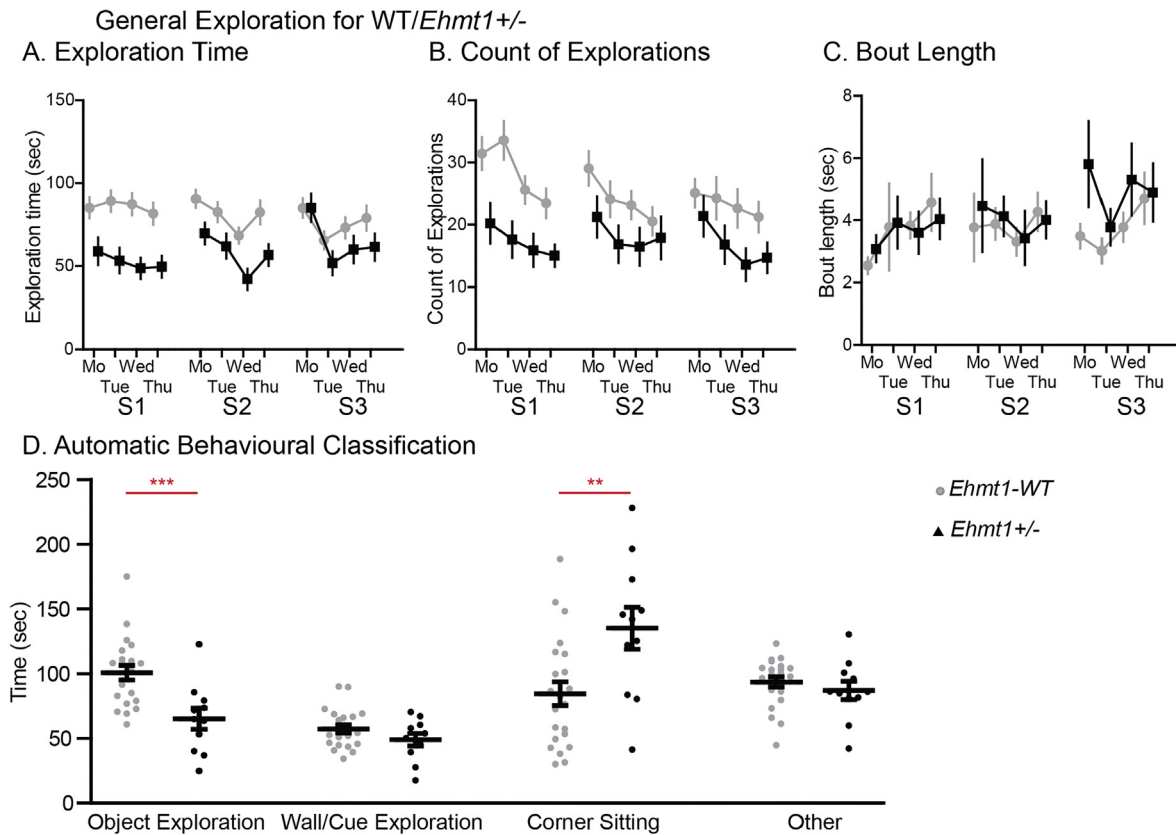 General Exploration for WT/Ehmt1+/-
A. Exploration Time
B. Count of Explorations
C. Bout Length
Exploration time (sec)
150
100
50
0
Mo Wed
Tue Thu
S1
Mo Wed
Tue Thu
S2
Mo Wed
Tue Thu
S3
Count of Explorations
40
30
20
10
0
Mo Wed
Tue Thu
S1
Mo Wed
Tue Thu
S2
Mo Wed
Tue Thu
S3
Bout length (sec)
8
6
4
2
0
Mo Wed
Tue Thu
S1
Mo Wed
Tue Thu
S2
Mo Wed
Tue Thu
S3
D. Automatic Behavioural Classification
Time (sec)
250
200
150
100
50
0
***
**
Ehmt1-WT
Ehmt1+/-
Object Exploration
Wall/Cue Exploration
Corner Sitting
Other